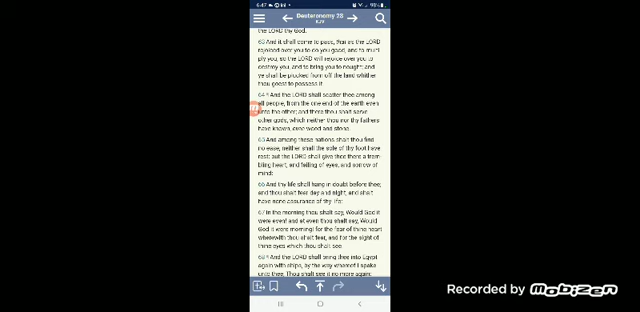 6:47
99%
Deuteronomy 28
KJV
the LORD thy God.
63 And it shall come to pass, that as the LORD
rejoiced over you to do you good, and to multi
ply you; so the LORD will rejoice over you to
destroy you, and to bring you to nought; and
ye shall be plucked from off the land whither
thou goest to possess it.
64 ¶ And the LORD shall scatter thee among
all people, from the one end of the earth even
unto the other; and there thou shalt serve
other gods, which neither thou nor thy fathers
have known, even wood and stone.
65 And among these nations shalt thou find
no ease, neither shall the sole of thy foot have
rest: but the LORD shall give thee there a trem
bling heart, and failing of eyes, and sorrow of
mind:
66 And thy life shall hang in doubt before thee;
and thou shalt fear day and night, and shalt
have none assurance of thy life:
67 In the morning thou shalt say, Would God it
were even! and at even thou shalt say, Would
God it were morning! for the fear of thine heart
wherewith thou shalt fear, and for the sight of
thine eyes which thou shalt see.
68 ¶ And the LORD shall bring thee into Egypt
again with ships, by the way whereof I spake
unto thee, Thou shalt see it no more again:
Recorded by Mobizen